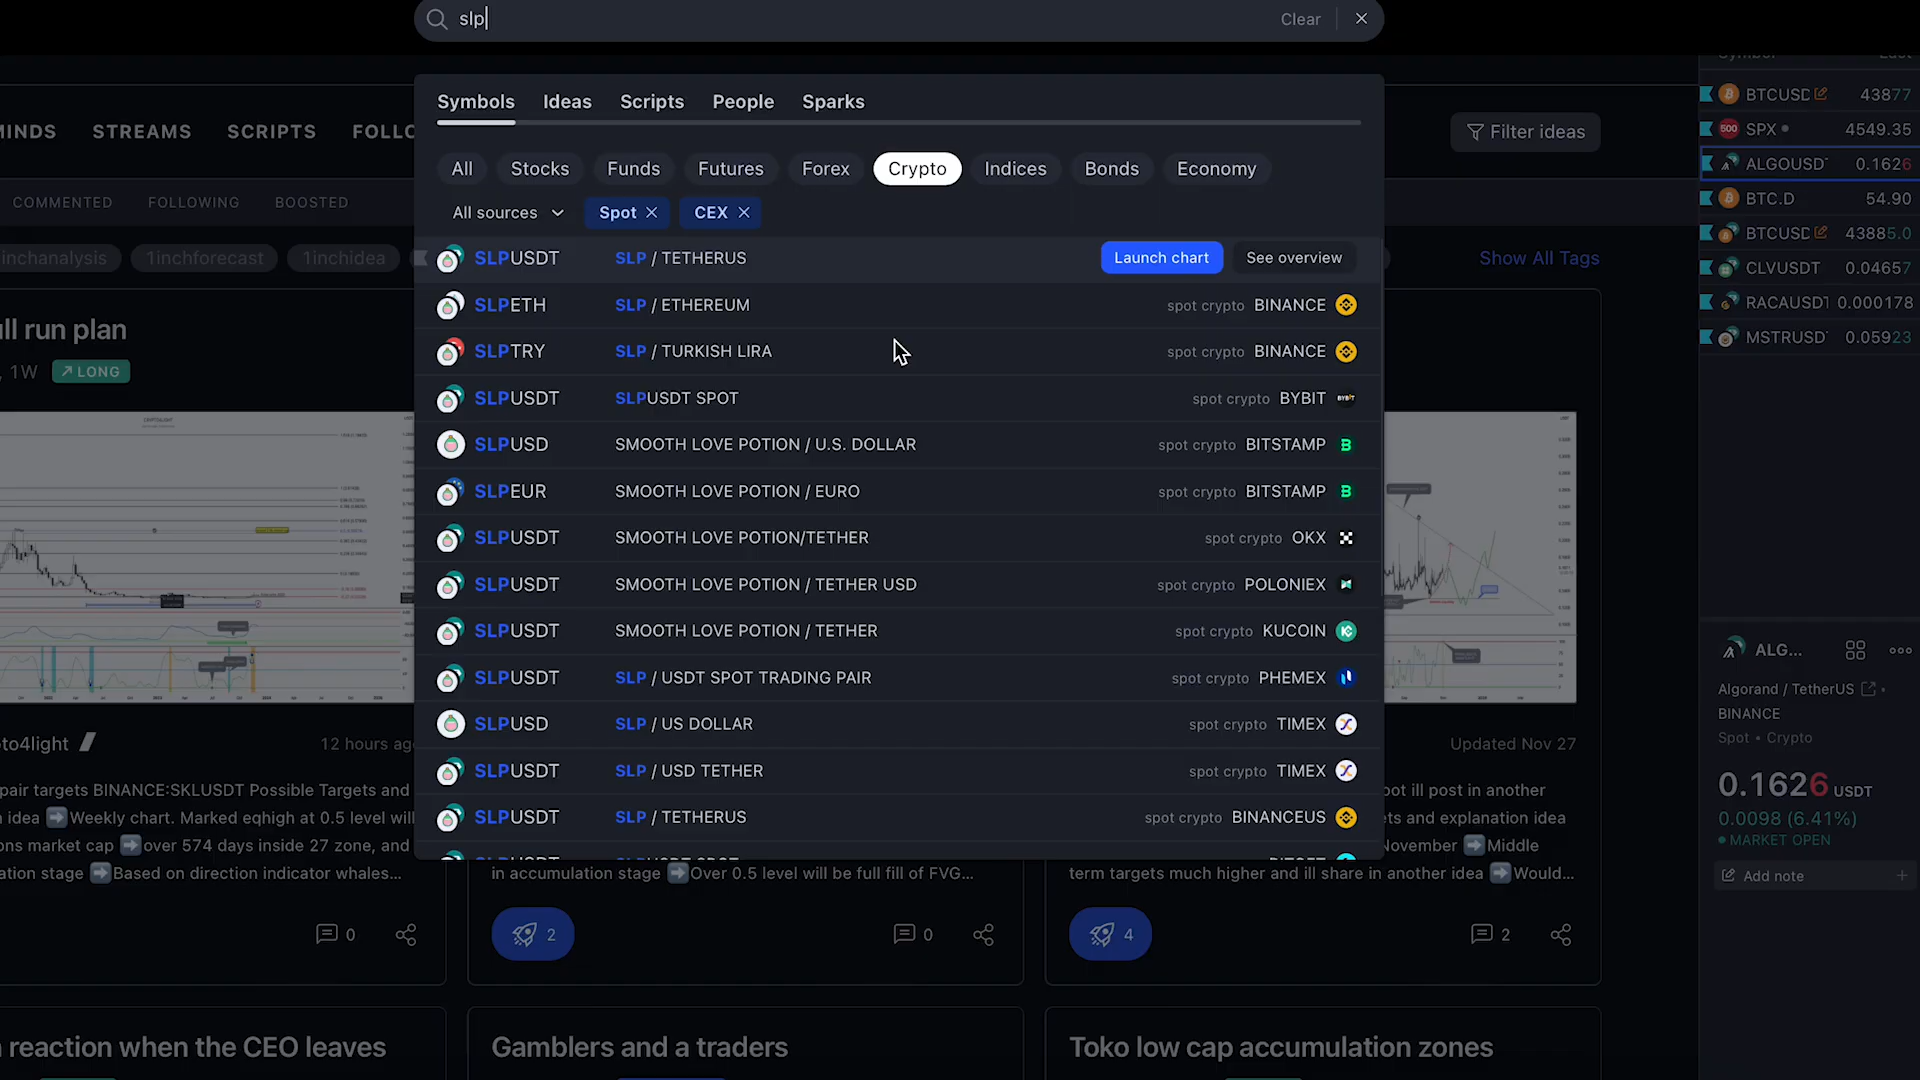 slp
Clear
Symbols Ideas Scripts People Sparks
MINDS STREAMS SCRIPTS FOLLO
Filter ideas
All Stocks Funds Futures Forex Crypto Indices Bonds Economy
COMMENTED FOLLOWING BOOSTED
All sources Spot CEX
inchanalysis 1inchforecast 1inchidea
Show All Tags
SLPUSDT SLP / TETHERUS Launch chart See overview
SLPETH SLP / ETHEREUM spot crypto BINANCE
SLPTRY SLP / TURKISH LIRA spot crypto BINANCE
SLPUSDT SLPUSDT SPOT spot crypto BYBIT
SLPUSD SMOOTH LOVE POTION / U.S. DOLLAR spot crypto BITSTAMP
SLPEUR SMOOTH LOVE POTION / EURO spot crypto BITSTAMP
SLPUSDT SMOOTH LOVE POTION/TETHER spot crypto OKX
SLPUSDT SMOOTH LOVE POTION / TETHER USD spot crypto POLONIEX
SLPUSDT SMOOTH LOVE POTION / TETHER spot crypto KUCOIN
SLPUSDT SLP / USDT SPOT TRADING PAIR spot crypto PHEMEX
SLPUSD SLP / US DOLLAR spot crypto TIMEX
SLPUSDT SLP / USD TETHER spot crypto TIMEX
SLPUSDT SLP / TETHERUS spot crypto BINANCEUS
ll run plan
, 1W LONG
to4light
12 hours ago
pair targets BINANCE:SKLUSDT Possible Targets and
n idea ➡Weekly chart. Marked eqhigh at 0.5 level will
ons market cap ➡over 574 days inside 27 zone, and
ation stage ➡Based on direction indicator whales...
0
in accumulation stage ➡Over 0.5 level will be full fill of FVG...
2 0
Updated Nov 27
ot ill post in another
ts and explanation idea
November ➡Middle
term targets much higher and ill share in another idea ➡Would...
4 2
reaction when the CEO leaves
Gamblers and a traders
Toko low cap accumulation zones
BTCUSD 43877
500 SPX 4549.35
ALGOUSDT 0.1626
BTC.D 54.90
BTCUSD 43885.0
CLVUSDT 0.04657
RACAUSDT 0.000178
MSTRUSDT 0.05923
ALG...
Algorand / TetherUS
BINANCE
Spot • Crypto
0.1626 USDT
0.0098 (6.41%)
MARKET OPEN
Add note